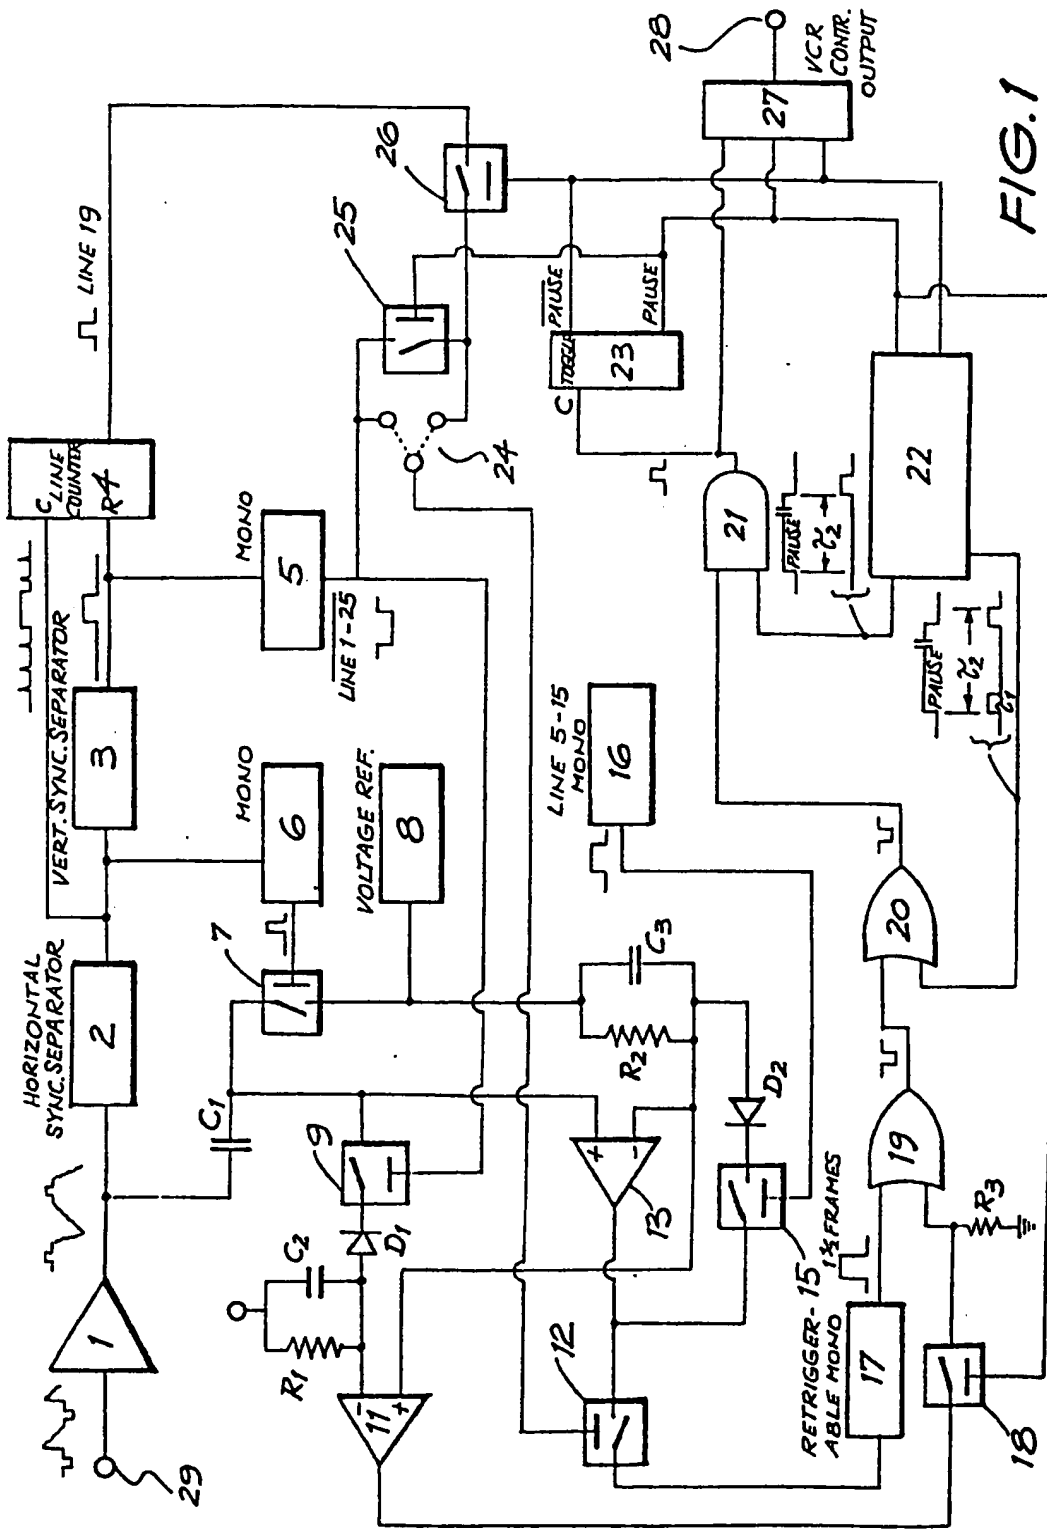 29
1
HORIZONTAL
SYNC. SEPARATOR
2
VERT. SYNC. SEPARATOR
3
C LINE
COUNTER
R 4
LINE 19
C1
7
MONO
6
MONO
5
LINE 1-25
VOLTAGE REF.
8
25
26
24
28
R1
C2
D1
9
11
12
13
R2
C3
D2
15
LINE 5-15
MONO
16
C
TOGGLE
23
PAUSE
PAUSE
27
VCR
CONTR.
OUTPUT
RETRIGGER-
ABLE MONO
17
1½ FRAMES
18
19
R3
20
21
PAUSE
τ2
22
PAUSE
τ2
τ1
FIG. 1